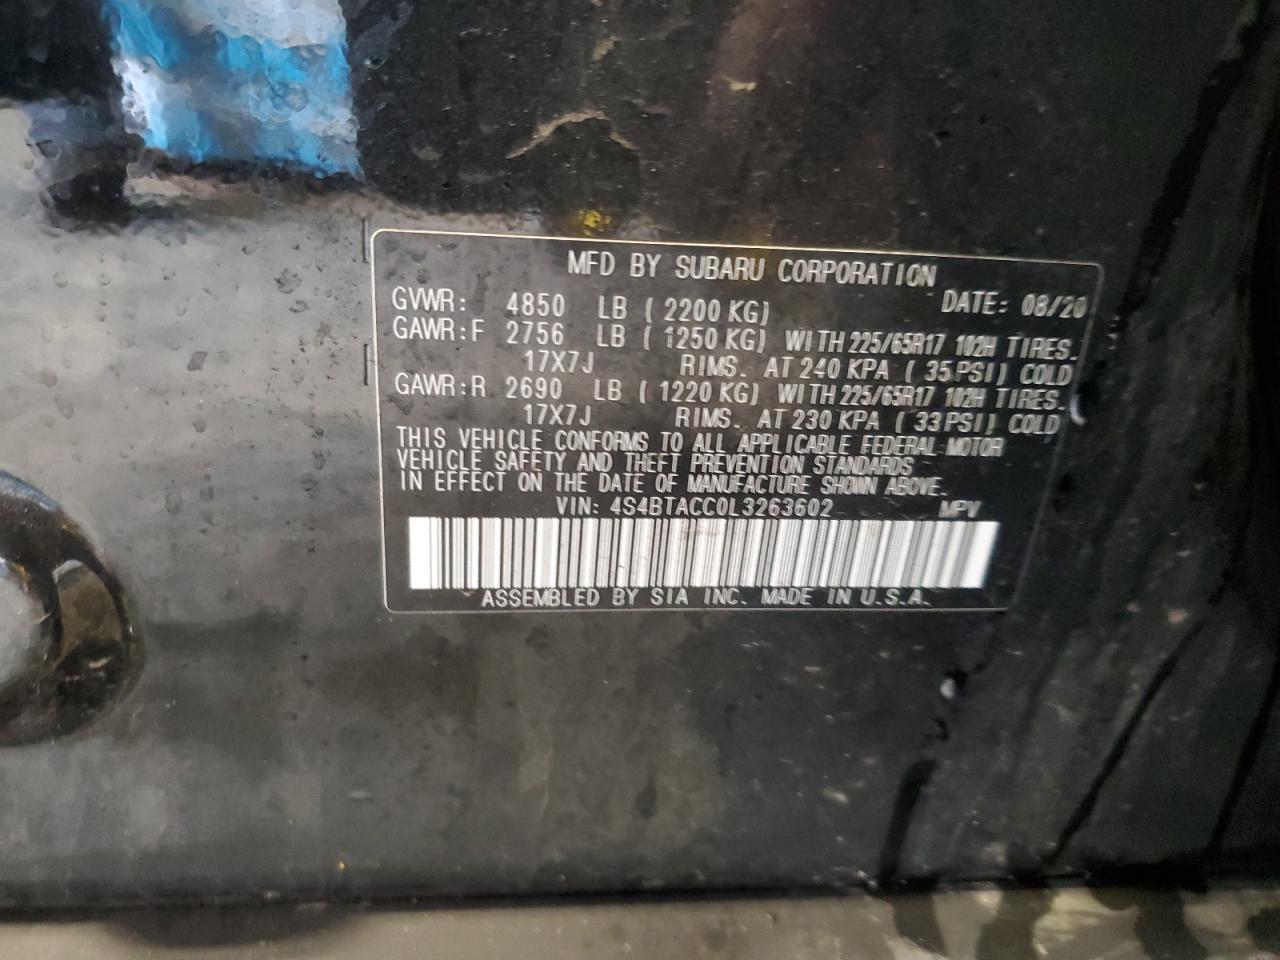 MFD BY SUBARU CORPORATION
GVWR: 4850 LB ( 2200 KG) DATE: 08/20
GAWR:F 2756 LB ( 1250 KG) WITH 225/65R17 102H TIRES.
17X7J RIMS. AT 240 KPA ( 35PSI) COLD
GAWR:R 2690 LB ( 1220 KG) WITH 225/65R17 102H TIRES.
17X7J RIMS. AT 230 KPA ( 33PSI) COLD
THIS VEHICLE CONFORMS TO ALL APPLICABLE FEDERAL MOTOR
VEHICLE SAFETY AND THEFT PREVENTION STANDARDS
IN EFFECT ON THE DATE OF MANUFACTURE SHOWN ABOVE.
VIN: 4S4BTACC0L3263602 MPV
ASSEMBLED BY SIA INC. MADE IN U.S.A.